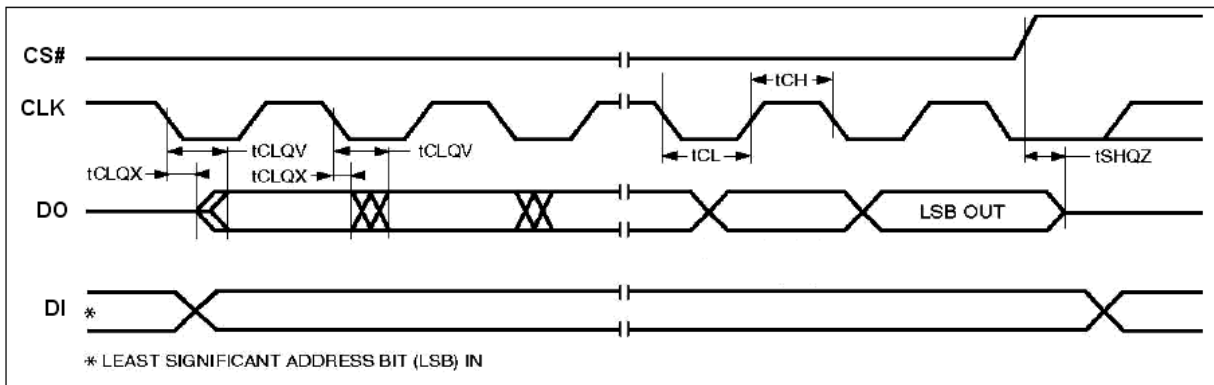 CS#
tCH
CLK
tCLQV
tCLQV
tCL
tSHQZ
tCLQX
tCLQX
DO
LSB OUT
DI
*
* LEAST SIGNIFICANT ADDRESS BIT (LSB) IN